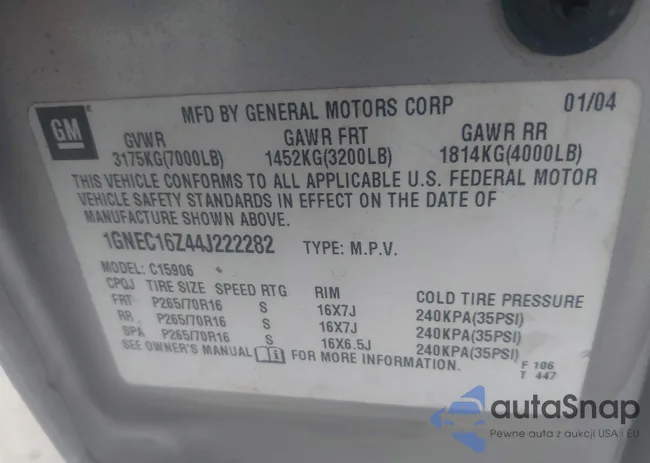 GM
MFD BY GENERAL MOTORS CORP 01/04
GVWR GAWR FRT GAWR RR
3175KG(7000LB) 1452KG(3200LB) 1814KG(4000LB)
THIS VEHICLE CONFORMS TO ALL APPLICABLE U.S. FEDERAL MOTOR
VEHICLE SAFETY STANDARDS IN EFFECT ON THE DATE OF
MANUFACTURE SHOWN ABOVE.
1GNEC16Z44J222282 TYPE: M.P.V.
MODEL: C15906
CPQJ TIRE SIZE SPEED RTG RIM COLD TIRE PRESSURE
FRT P265/70R16 S 16X7J 240KPA(35PSI)
RR P265/70R16 S 16X7J 240KPA(35PSI)
SPA P265/70R16 S 16X6.5J 240KPA(35PSI)
SEE OWNER'S MANUAL FOR MORE INFORMATION.
F 106
T 447
autaSnap
Pewne auta z aukcji USA i EU